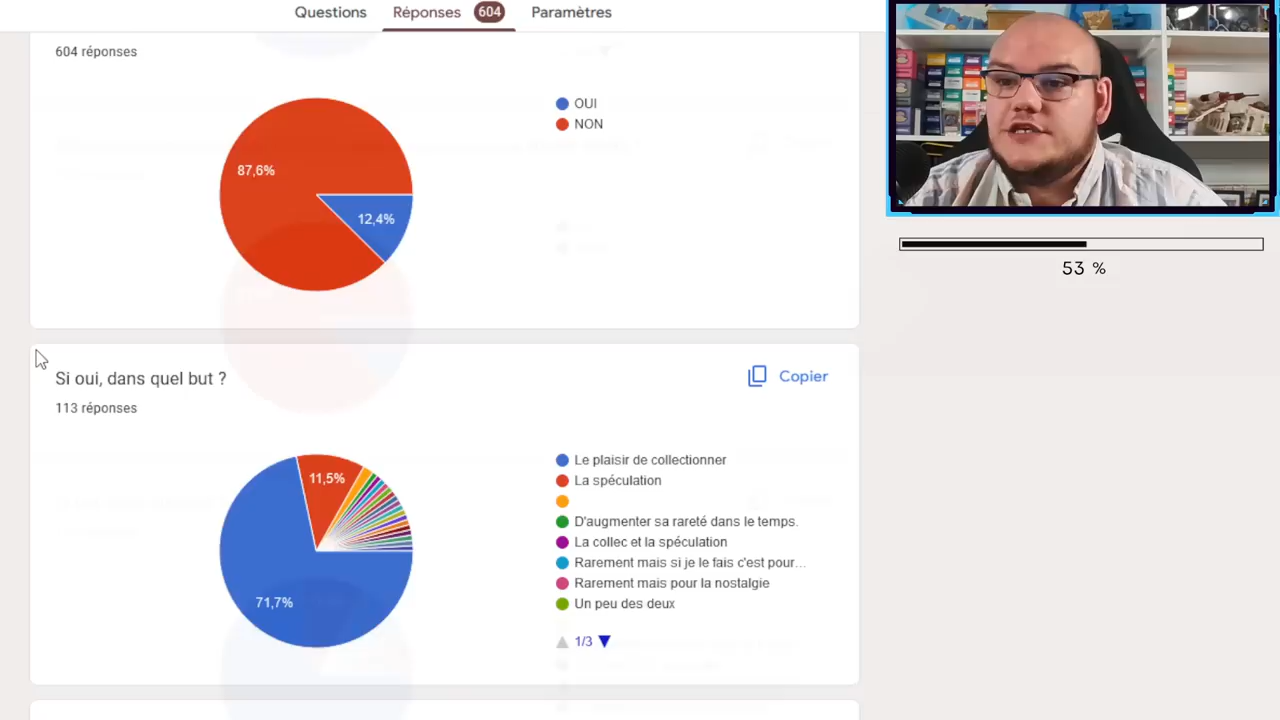 Questions
Réponses 604
Paramètres
604 réponses
OUI
NON
87,6%
12,4%
53 %
Si oui, dans quel but ?
Copier
113 réponses
11,5%
71,7%
Le plaisir de collectionner
La spéculation
D'augmenter sa rareté dans le temps.
La collec et la spéculation
Rarement mais si je le fais c'est pour...
Rarement mais pour la nostalgie
Un peu des deux
1/3